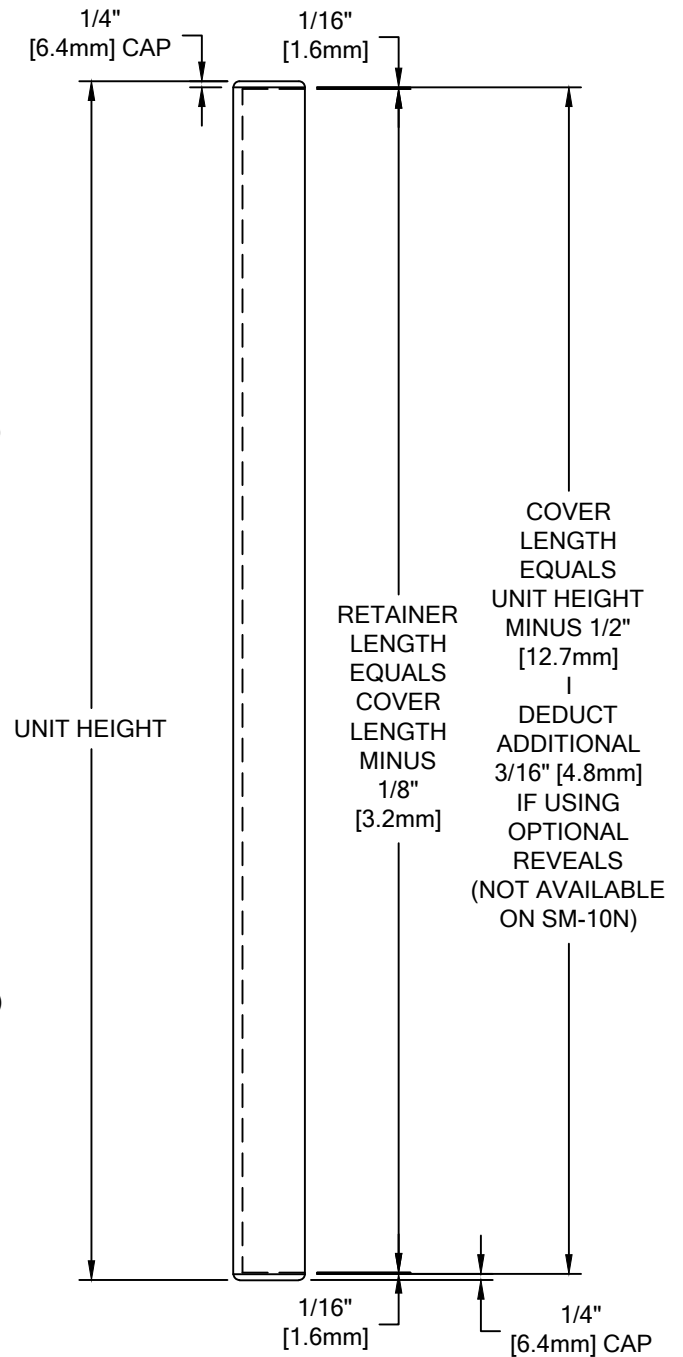 1/4"
[6.4mm] CAP
1/16"
[1.6mm]
UNIT HEIGHT
RETAINER
LENGTH
EQUALS
COVER
LENGTH
MINUS
1/8"
[3.2mm]
COVER
LENGTH
EQUALS
UNIT HEIGHT
MINUS 1/2"
[12.7mm]
DEDUCT
ADDITIONAL
3/16" [4.8mm]
IF USING
OPTIONAL
REVEALS
(NOT AVAILABLE
ON SM-10N)
1/16"
[1.6mm]
1/4"
[6.4mm] CAP